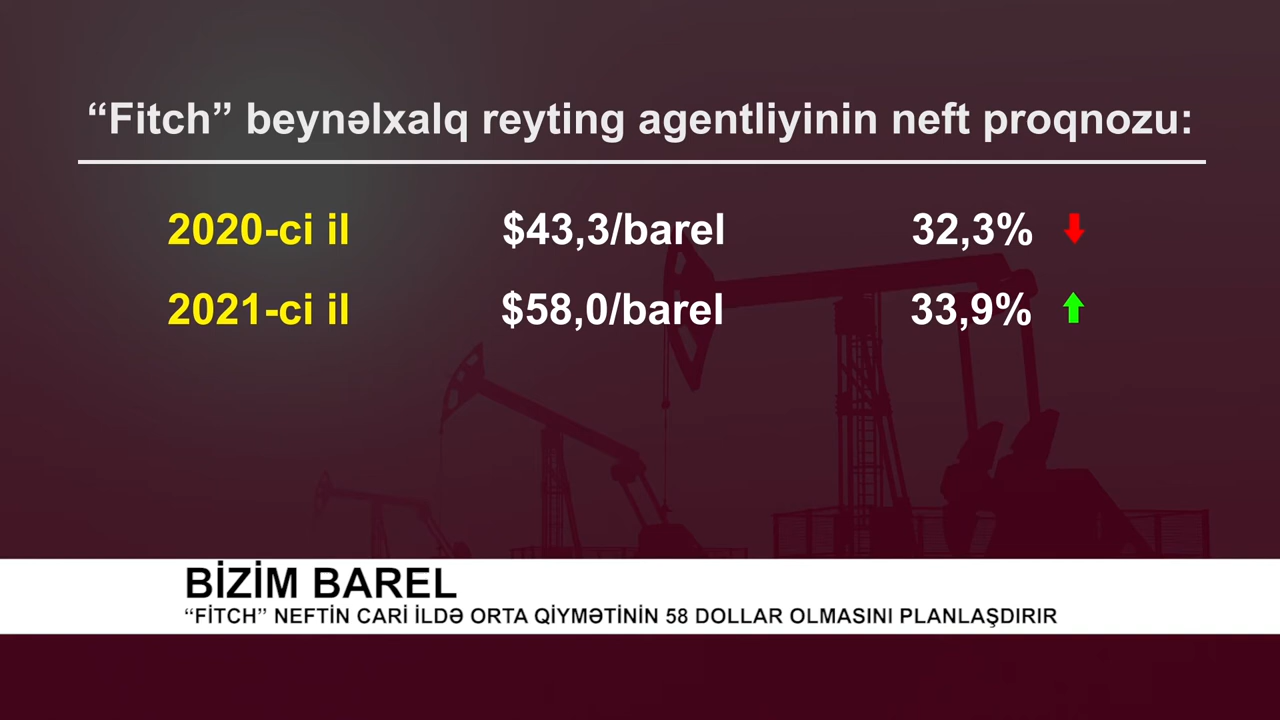 “Fitch” beynəlxalq reyting agentliyinin neft proqnozu:
2020-ci il $43,3/barel 32,3%
2021-ci il $58,0/barel 33,9%
BİZİM BAREL
“FİTCH” NEFTİN CARİ İLDƏ ORTA QİYMƏTİNİN 58 DOLLAR OLMASINI PLANLAŞDIRIR